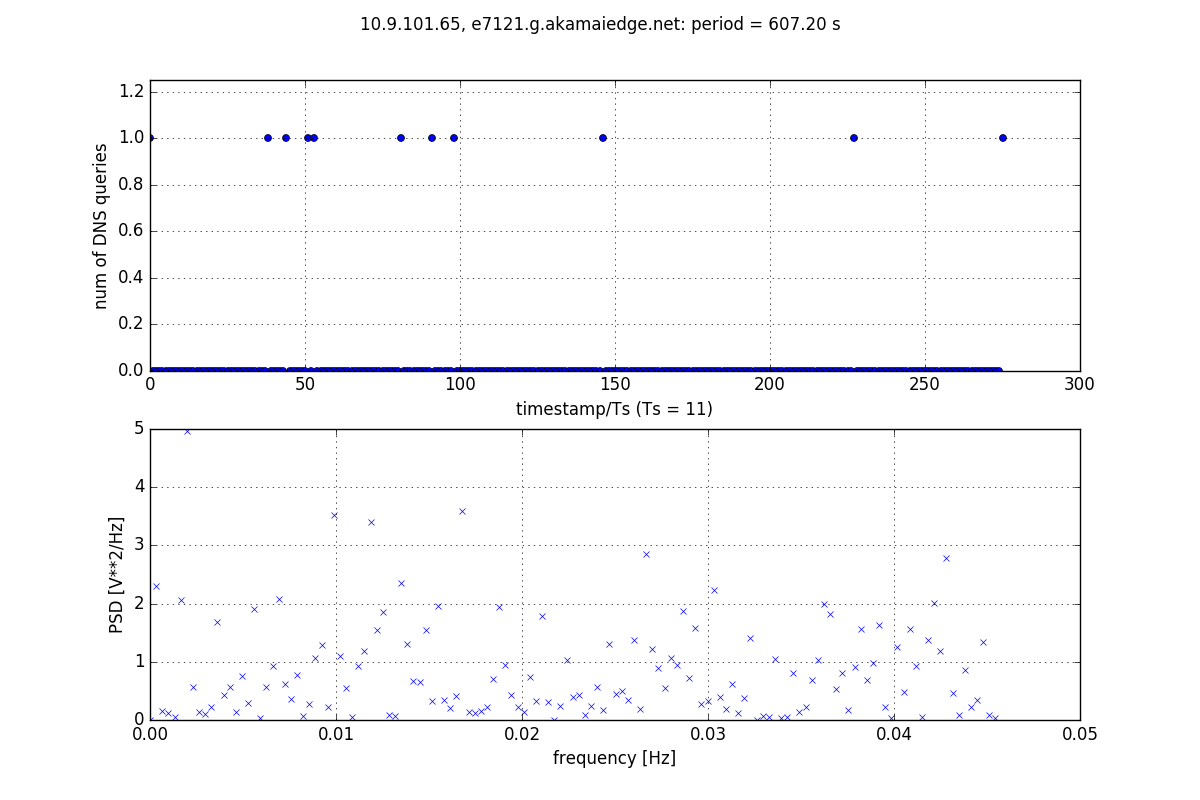 10.9.101.65, e7121.g.akamaiedge.net: period = 607.20 s
1.2
1.0
0.8
0.6
0.4
0.2
0.0
num of DNS queries
0 50 100 150 200 250 300
timestamp/Ts (Ts = 11)
5
4
3
2
1
0
PSD [V**2/Hz]
0.00 0.01 0.02 0.03 0.04 0.05
frequency [Hz]